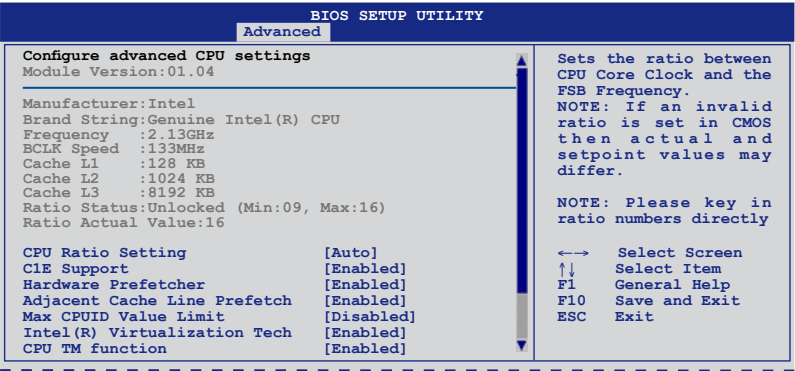 BIOS SETUP UTILITY
Advanced
Configure advanced CPU settings
Module Version:01.04
Manufacturer:Intel
Brand String:Genuine Intel(R) CPU
Frequency :2.13GHz
BCLK Speed :133MHz
Cache L1 :128 KB
Cache L2 :1024 KB
Cache L3 :8192 KB
Ratio Status:Unlocked (Min:09, Max:16)
Ratio Actual Value:16
CPU Ratio Setting [Auto]
C1E Support [Enabled]
Hardware Prefetcher [Enabled]
Adjacent Cache Line Prefetch [Enabled]
Max CPUID Value Limit [Disabled]
Intel(R) Virtualization Tech [Enabled]
CPU TM function [Enabled]
Sets the ratio between
CPU Core Clock and the
FSB Frequency.
NOTE: If an invalid
ratio is set in CMOS
then actual and
setpoint values may
differ.
NOTE: Please key in
ratio numbers directly
←→ Select Screen
↑↓ Select Item
F1 General Help
F10 Save and Exit
ESC Exit